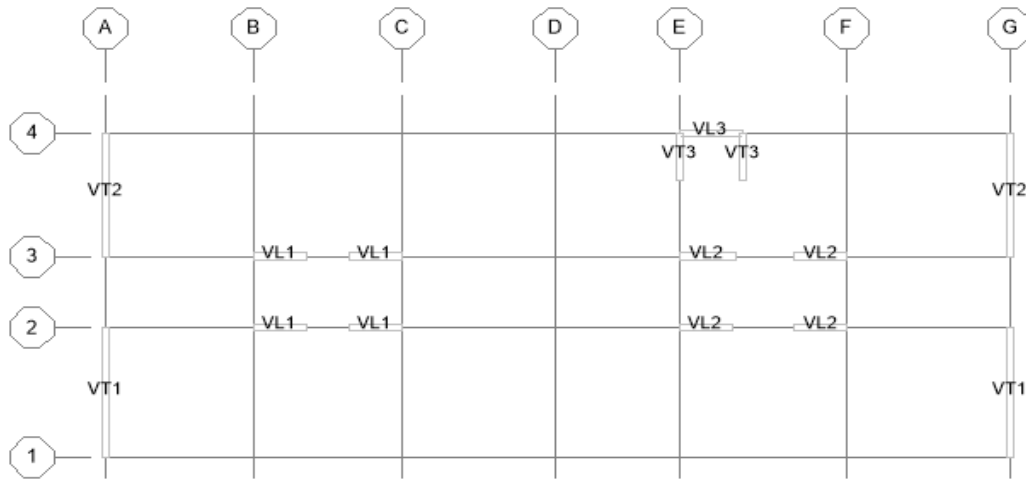 A B C D E F G
4 VL3
VT3 VT3
VT2 VT2
3 VL1 VL1 VL2 VL2
2 VL1 VL1 VL2 VL2
VT1 VT1
1